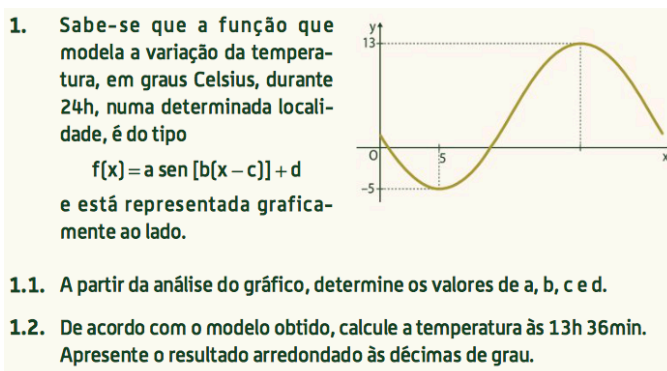 1. Sabe-se que a função que
modela a variação da tempera-
tura, em graus Celsius, durante
24h, numa determinada locali-
dade, é do tipo
f(x) = a sen [b(x – c)] + d
e está representada grafica-
mente ao lado.
y
13
O
5
x
–5
1.1. A partir da análise do gráfico, determine os valores de a, b, c e d.
1.2. De acordo com o modelo obtido, calcule a temperatura às 13h 36min.
Apresente o resultado arredondado às décimas de grau.